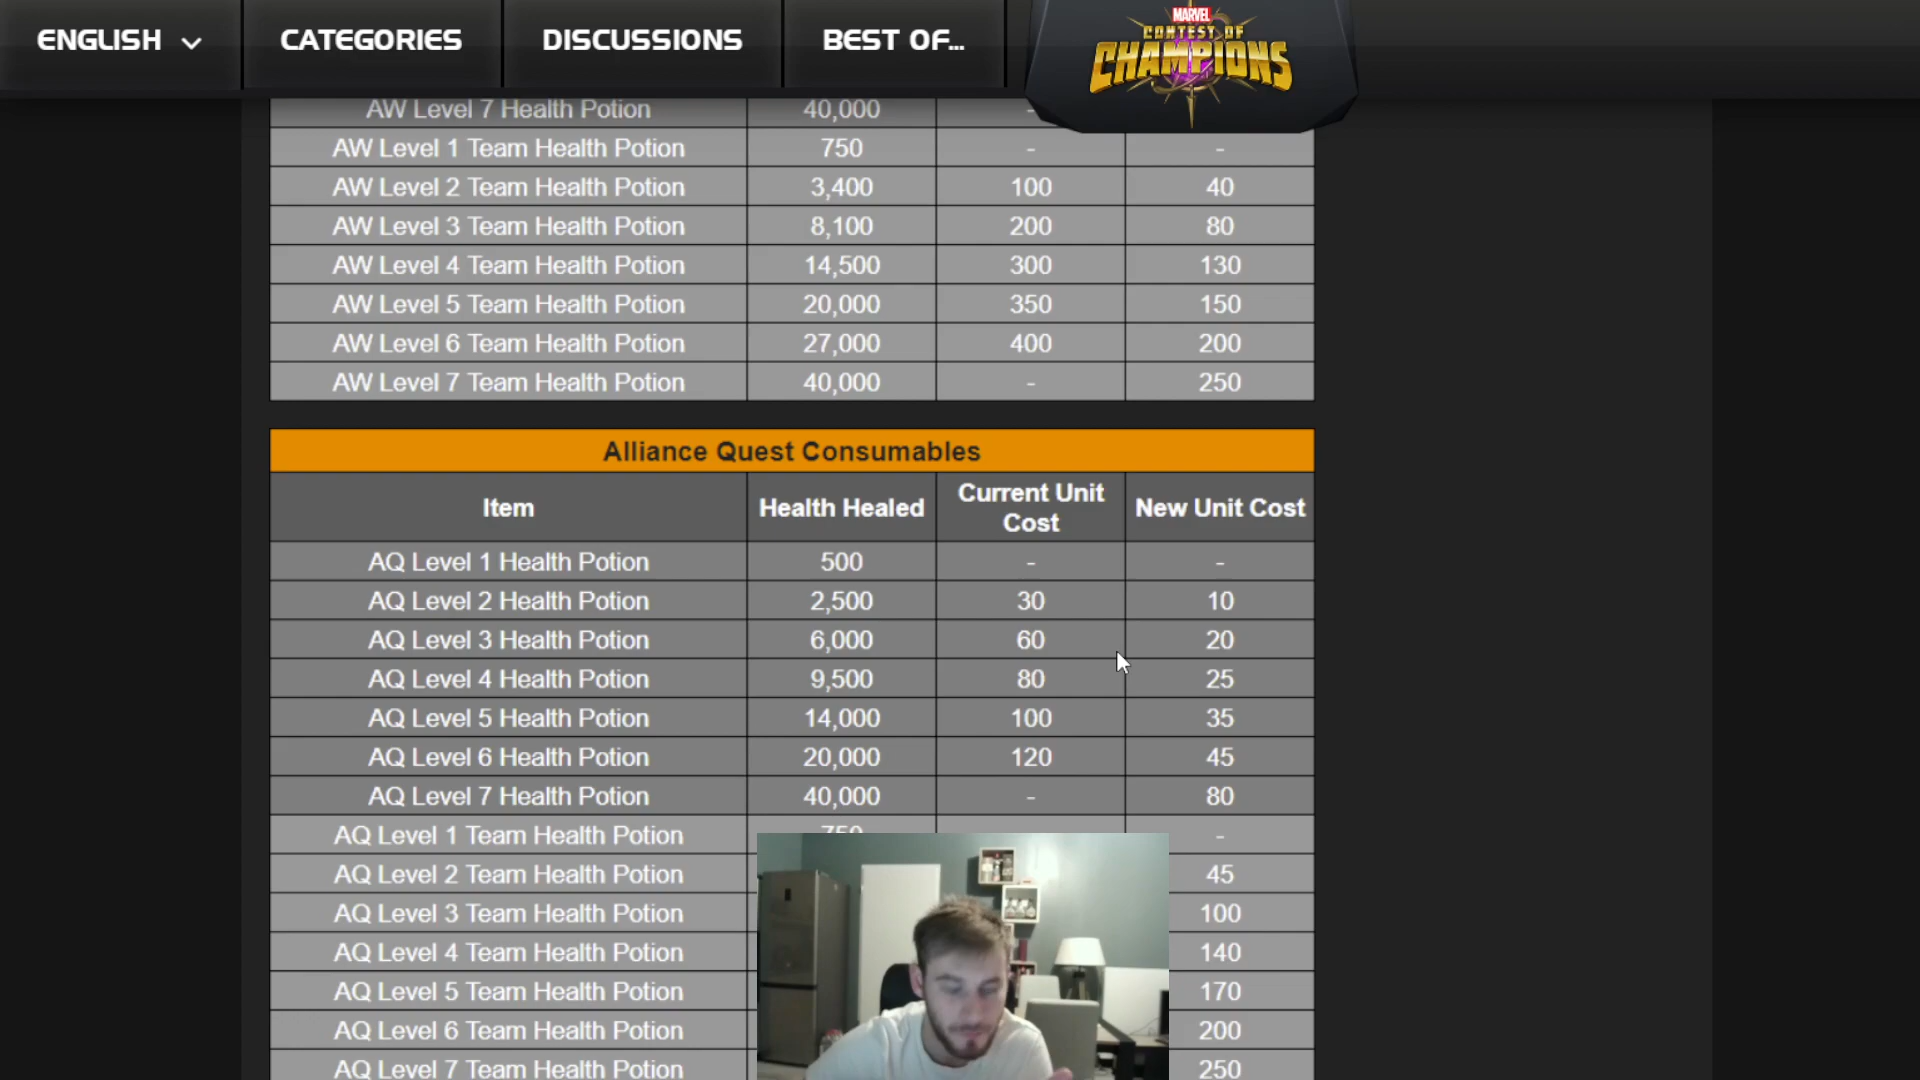 ENGLISH CATEGORIES DISCUSSIONS BEST OF...
MARVEL
CONTEST OF
CHAMPIONS
AW Level 7 Health Potion 40,000 -
AW Level 1 Team Health Potion 750 - -
AW Level 2 Team Health Potion 3,400 100 40
AW Level 3 Team Health Potion 8,100 200 80
AW Level 4 Team Health Potion 14,500 300 130
AW Level 5 Team Health Potion 20,000 350 150
AW Level 6 Team Health Potion 27,000 400 200
AW Level 7 Team Health Potion 40,000 - 250
Alliance Quest Consumables
Item Health Healed Current Unit Cost New Unit Cost
AQ Level 1 Health Potion 500 - -
AQ Level 2 Health Potion 2,500 30 10
AQ Level 3 Health Potion 6,000 60 20
AQ Level 4 Health Potion 9,500 80 25
AQ Level 5 Health Potion 14,000 100 35
AQ Level 6 Health Potion 20,000 120 45
AQ Level 7 Health Potion 40,000 - 80
AQ Level 1 Team Health Potion 750 -
AQ Level 2 Team Health Potion 45
AQ Level 3 Team Health Potion 100
AQ Level 4 Team Health Potion 140
AQ Level 5 Team Health Potion 170
AQ Level 6 Team Health Potion 200
AQ Level 7 Team Health Potion 250